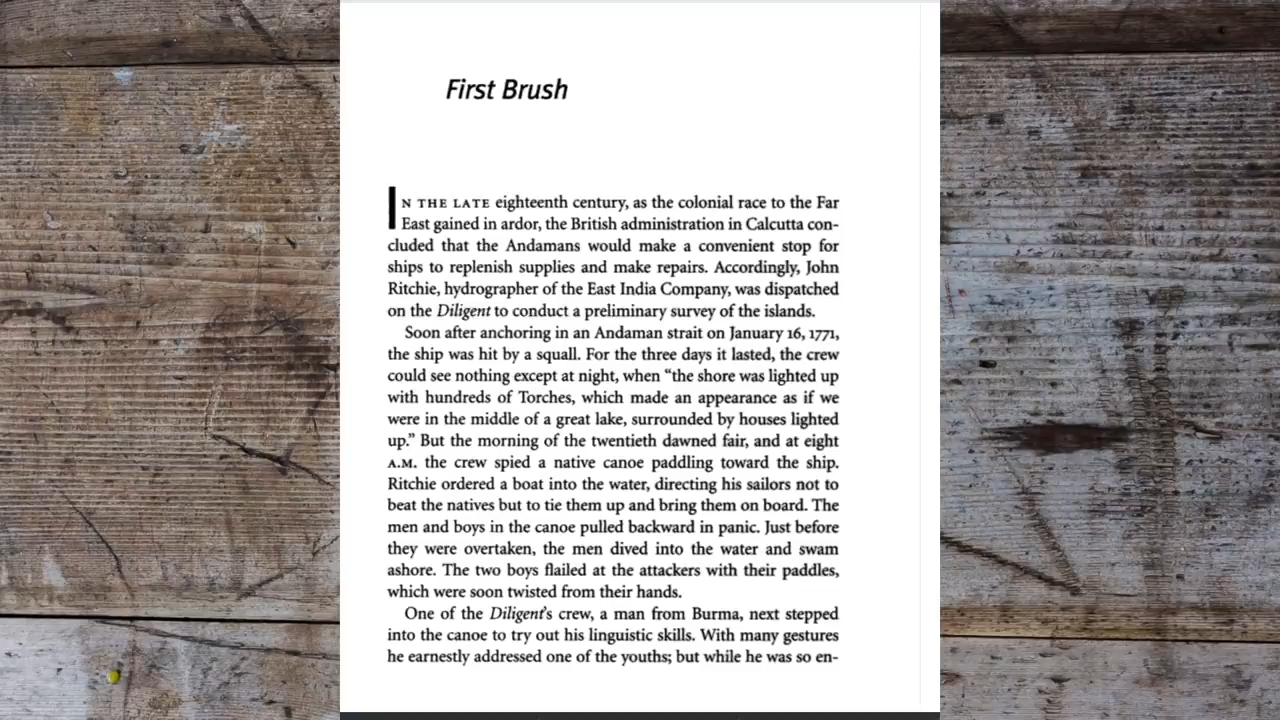 First Brush
IN THE LATE eighteenth century, as the colonial race to the Far
East gained in ardor, the British administration in Calcutta con-
cluded that the Andamans would make a convenient stop for
ships to replenish supplies and make repairs. Accordingly, John
Ritchie, hydrographer of the East India Company, was dispatched
on the Diligent to conduct a preliminary survey of the islands.
Soon after anchoring in an Andaman strait on January 16, 1771,
the ship was hit by a squall. For the three days it lasted, the crew
could see nothing except at night, when “the shore was lighted up
with hundreds of Torches, which made an appearance as if we
were in the middle of a great lake, surrounded by houses lighted
up.” But the morning of the twentieth dawned fair, and at eight
A.M. the crew spied a native canoe paddling toward the ship.
Ritchie ordered a boat into the water, directing his sailors not to
beat the natives but to tie them up and bring them on board. The
men and boys in the canoe pulled backward in panic. Just before
they were overtaken, the men dived into the water and swam
ashore. The two boys flailed at the attackers with their paddles,
which were soon twisted from their hands.
One of the Diligent's crew, a man from Burma, next stepped
into the canoe to try out his linguistic skills. With many gestures
he earnestly addressed one of the youths; but while he was so en-